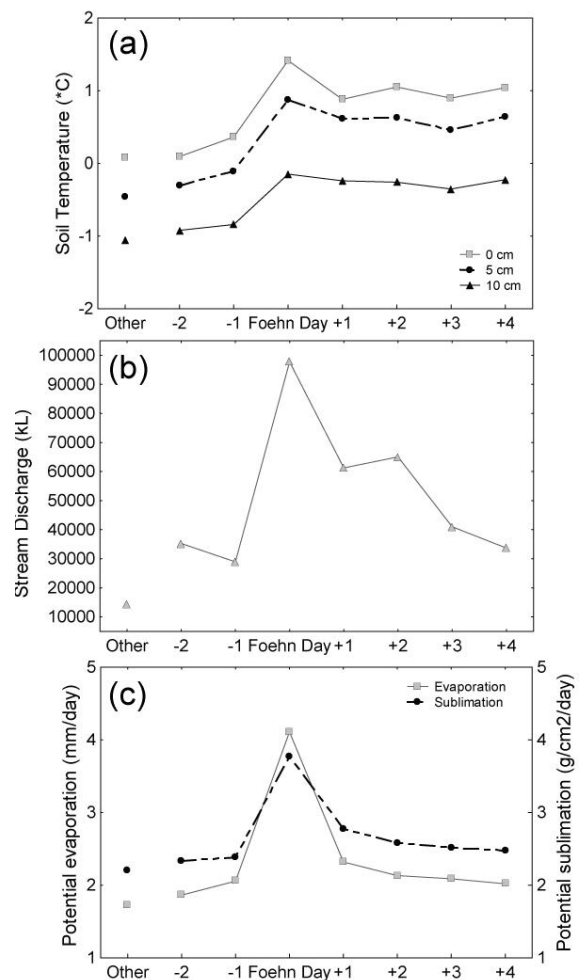 (a)
Soil Temperature (*C)
2
1
0
-1
-2
0 cm
5 cm
10 cm
Other -2 -1 Foehn Day +1 +2 +3 +4
(b)
Stream Discharge (kL)
100000
90000
80000
70000
60000
50000
40000
30000
20000
10000
Other -2 -1 Foehn Day +1 +2 +3 +4
(c)
Potential evaporation (mm/day)
5
4
3
2
1
Evaporation
Sublimation
5
4
3
2
1
Potential sublimation (g/cm2/day)
Other -2 -1 Foehn Day +1 +2 +3 +4